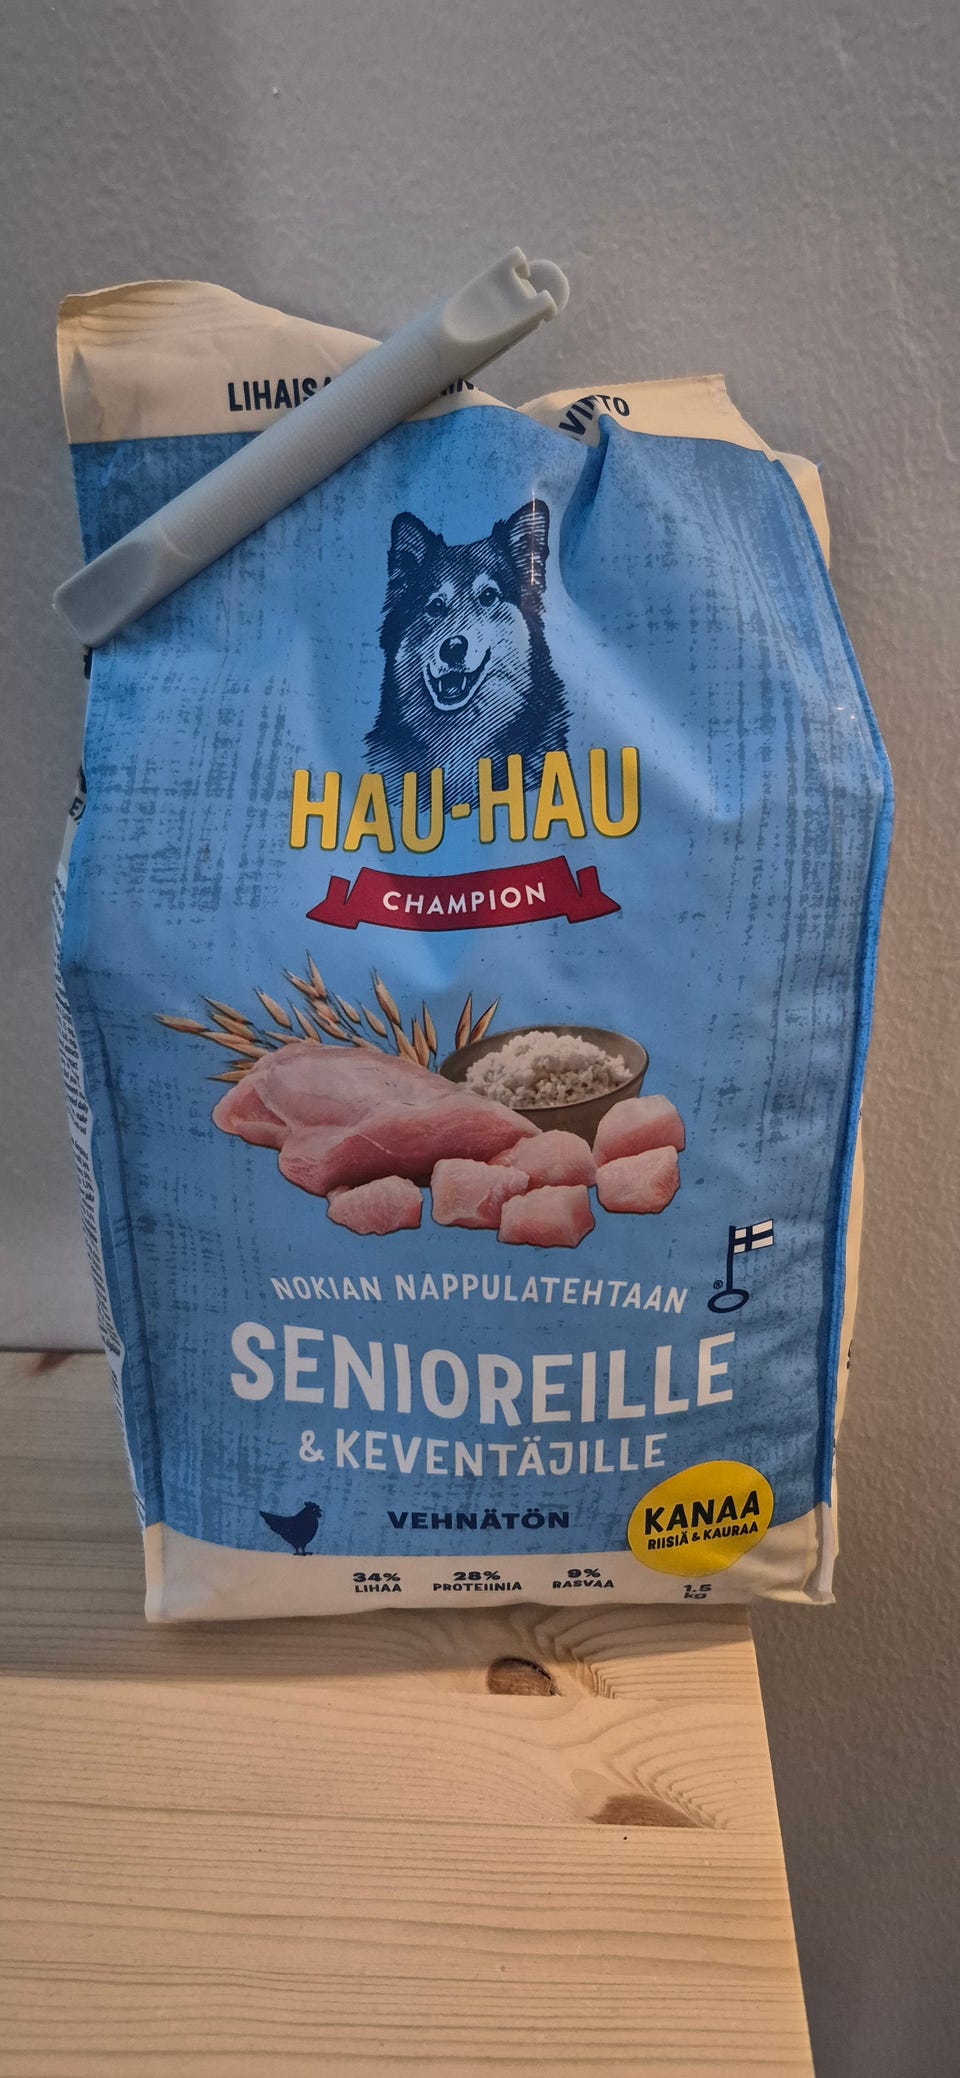 HAU-HAU
CHAMPION
NOKIAN NAPPULATEHTAAN
®
SENIOREILLE
& KEVENTÄJILLE
VEHNÄTÖN
KANAA
RIISIÄ & KAURAA
34%
LIHAA
28%
PROTEIINIA
9%
RASVAA
1,5
kg